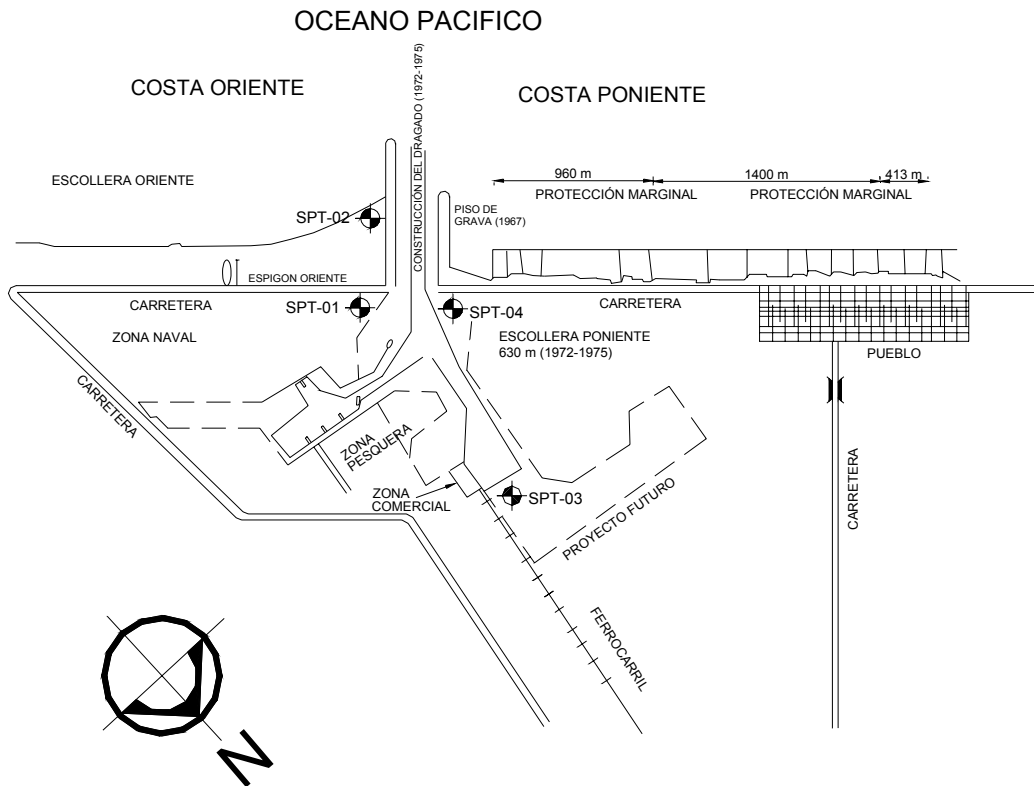 OCEANO PACIFICO
COSTA ORIENTE
COSTA PONIENTE
CONSTRUCCIÓN DEL DRAGADO (1972-1975)
ESCOLLERA ORIENTE
960 m
1400 m
413 m
PROTECCIÓN MARGINAL
PROTECCIÓN MARGINAL
SPT-02
PISO DE
GRAVA (1967)
ESPIGON ORIENTE
CARRETERA
SPT-01
SPT-04
CARRETERA
ZONA NAVAL
ESCOLLERA PONIENTE
630 m (1972-1975)
PUEBLO
CARRETERA
ZONA
PESQUERA
ZONA
COMERCIAL
SPT-03
PROYECTO FUTURO
CARRETERA
FERROCARRIL
N